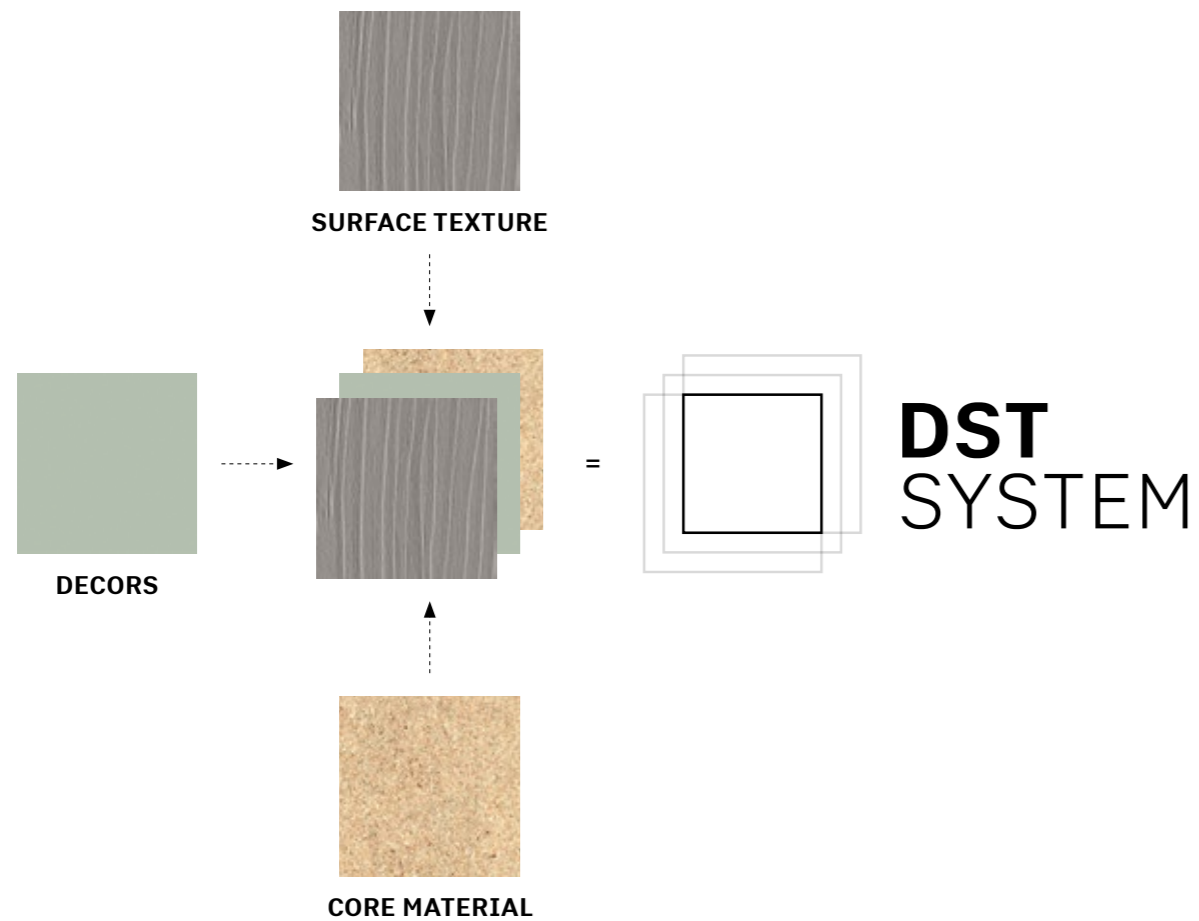 SURFACE TEXTURE
DECORS
=
DST
SYSTEM
CORE MATERIAL